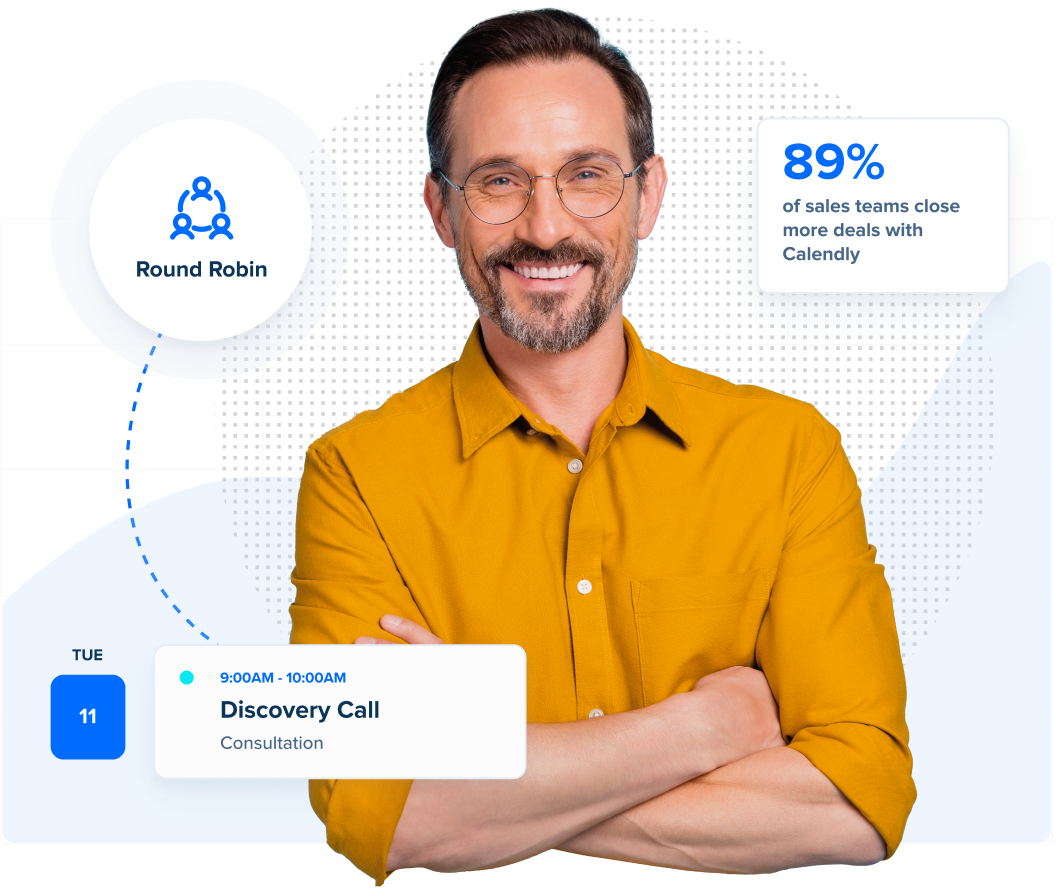 Round Robin
89%
of sales teams close
more deals with
Calendly
TUE
11
9:00AM - 10:00AM
Discovery Call
Consultation